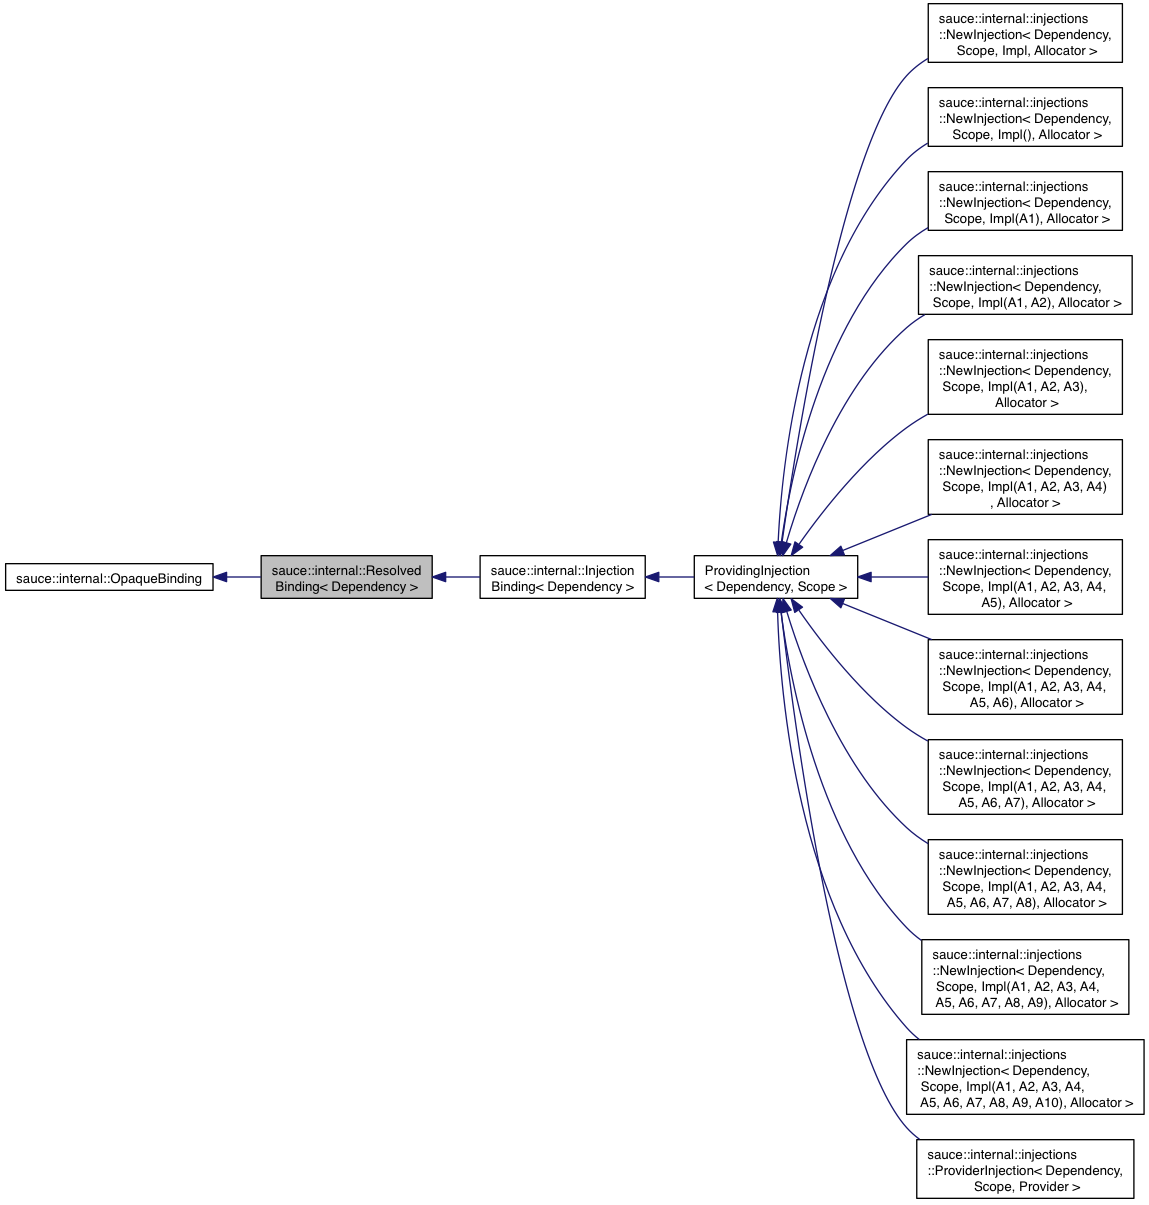 sauce::internal::injections
::NewInjection< Dependency,
Scope, Impl, Allocator >
sauce::internal::injections
::NewInjection< Dependency,
Scope, Impl(), Allocator >
sauce::internal::injections
::NewInjection< Dependency,
Scope, Impl(A1), Allocator >
sauce::internal::injections
::NewInjection< Dependency,
Scope, Impl(A1, A2), Allocator >
sauce::internal::injections
::NewInjection< Dependency,
Scope, Impl(A1, A2, A3),
Allocator >
sauce::internal::injections
::NewInjection< Dependency,
Scope, Impl(A1, A2, A3, A4)
, Allocator >
sauce::internal::OpaqueBinding
sauce::internal::Resolved
Binding< Dependency >
sauce::internal::Injection
Binding< Dependency >
ProvidingInjection
< Dependency, Scope >
sauce::internal::injections
::NewInjection< Dependency,
Scope, Impl(A1, A2, A3, A4,
A5), Allocator >
sauce::internal::injections
::NewInjection< Dependency,
Scope, Impl(A1, A2, A3, A4,
A5, A6), Allocator >
sauce::internal::injections
::NewInjection< Dependency,
Scope, Impl(A1, A2, A3, A4,
A5, A6, A7), Allocator >
sauce::internal::injections
::NewInjection< Dependency,
Scope, Impl(A1, A2, A3, A4,
A5, A6, A7, A8), Allocator >
sauce::internal::injections
::NewInjection< Dependency,
Scope, Impl(A1, A2, A3, A4,
A5, A6, A7, A8, A9), Allocator >
sauce::internal::injections
::NewInjection< Dependency,
Scope, Impl(A1, A2, A3, A4,
A5, A6, A7, A8, A9, A10), Allocator >
sauce::internal::injections
::ProviderInjection< Dependency,
Scope, Provider >